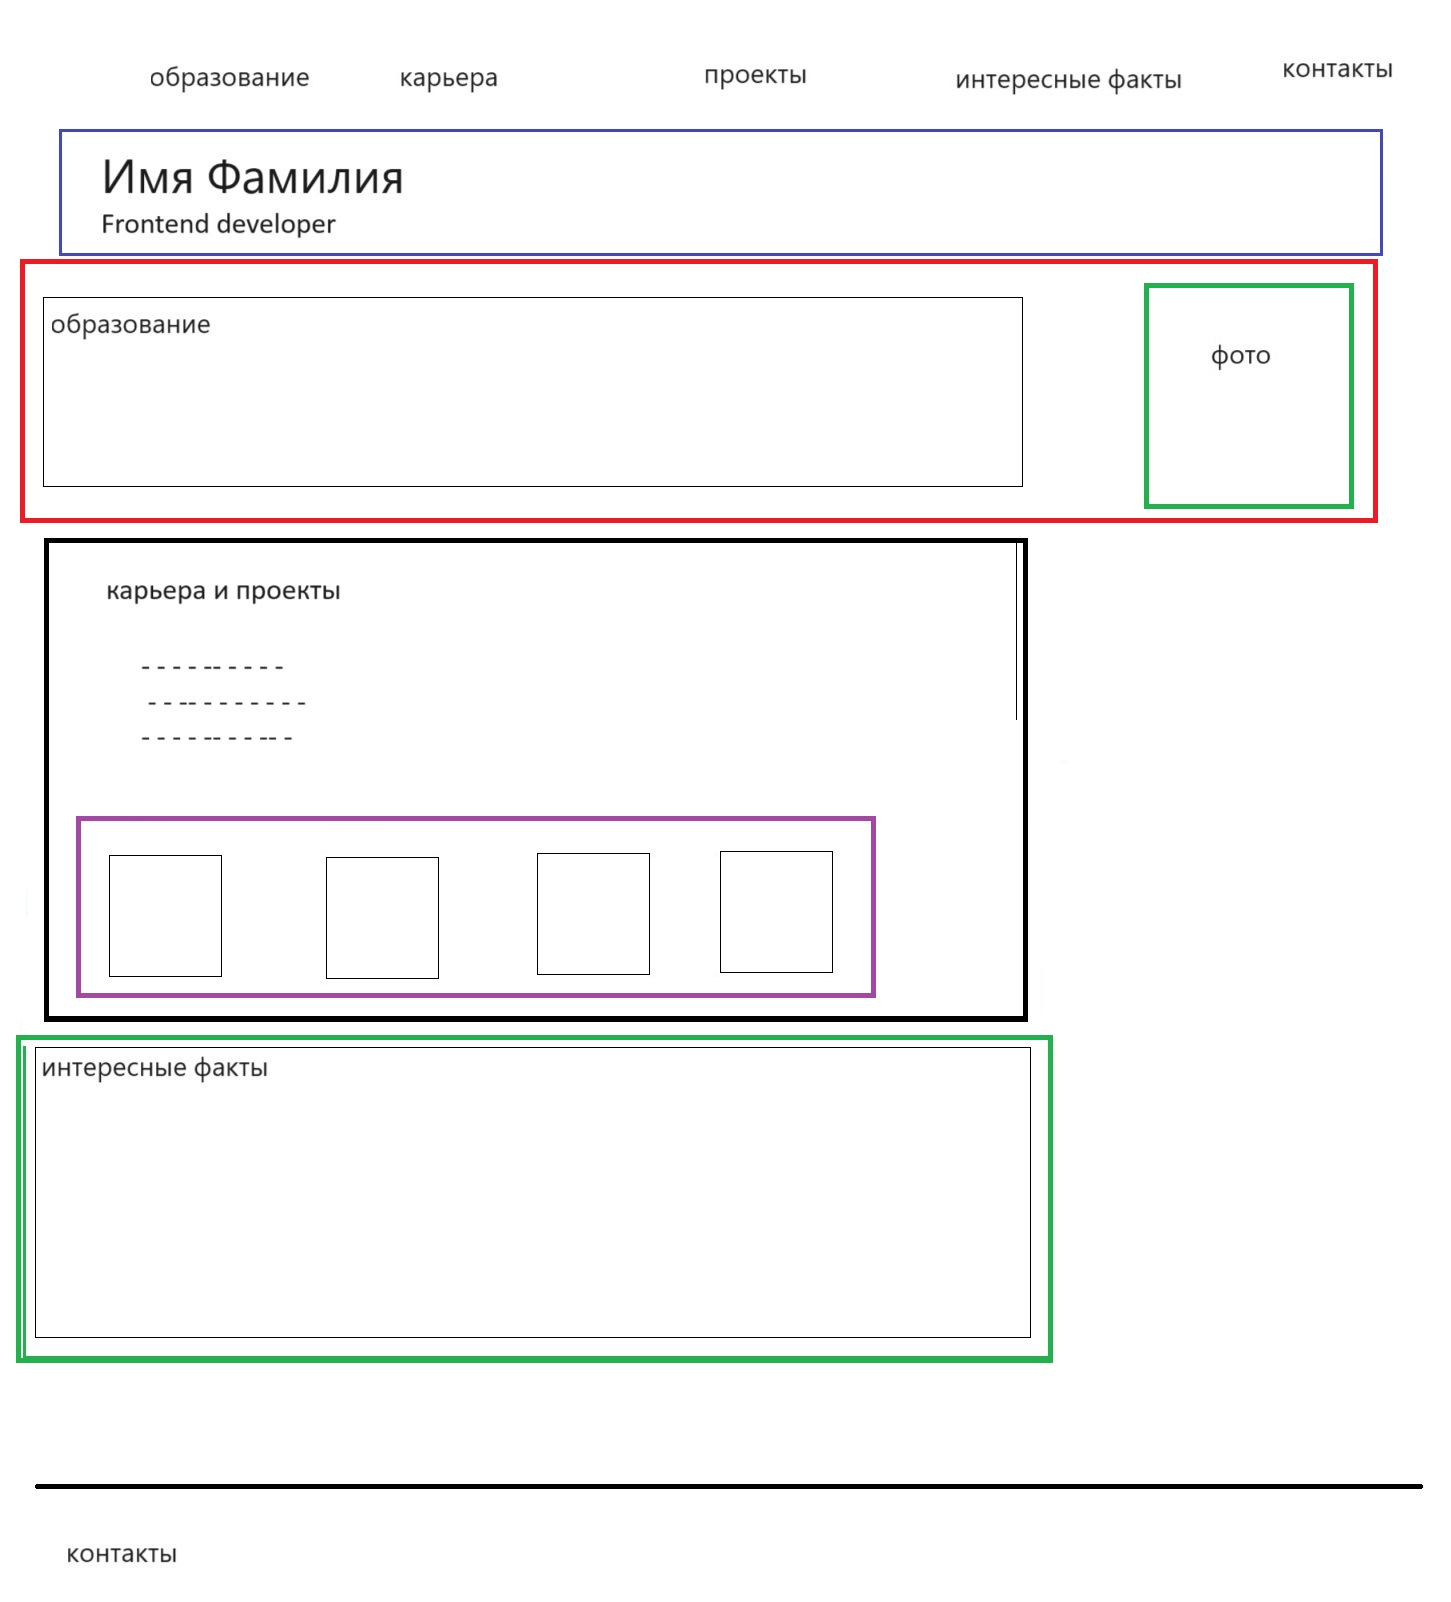 образование карьера проекты интересные факты контакты
Имя Фамилия
Frontend developer
образование
фото
карьера и проекты
- - - - -- - - - -
- - -- - - - - - - -
- - - - -- - - -- -
интересные факты
контакты